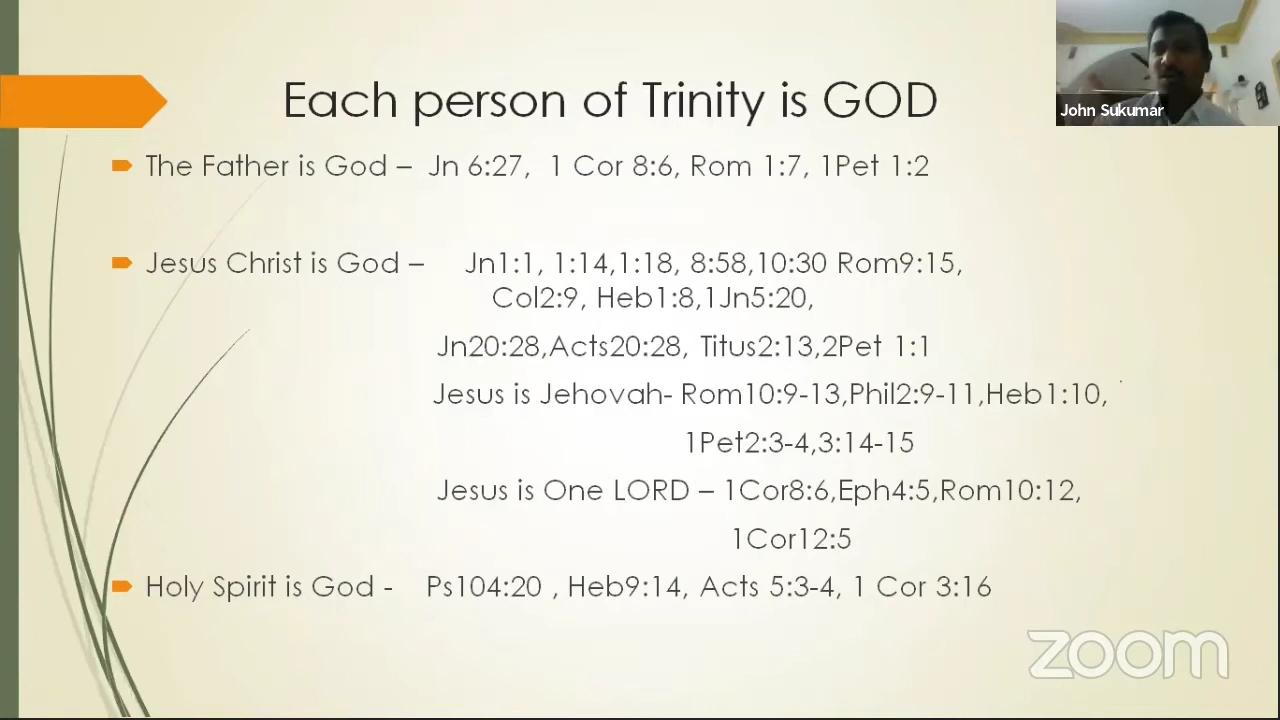 Each person of Trinity is GOD
John Sukumar
The Father is God – Jn 6:27, 1 Cor 8:6, Rom 1:7, 1Pet 1:2
Jesus Christ is God – Jn1:1, 1:14,1:18, 8:58,10:30 Rom9:15,
Col2:9, Heb1:8,1Jn5:20,
Jn20:28,Acts20:28, Titus2:13,2Pet 1:1
Jesus is Jehovah- Rom10:9-13,Phil2:9-11,Heb1:10,
1Pet2:3-4,3:14-15
Jesus is One LORD – 1Cor8:6,Eph4:5,Rom10:12,
1Cor12:5
Holy Spirit is God - Ps104:20 , Heb9:14, Acts 5:3-4, 1 Cor 3:16
zoom